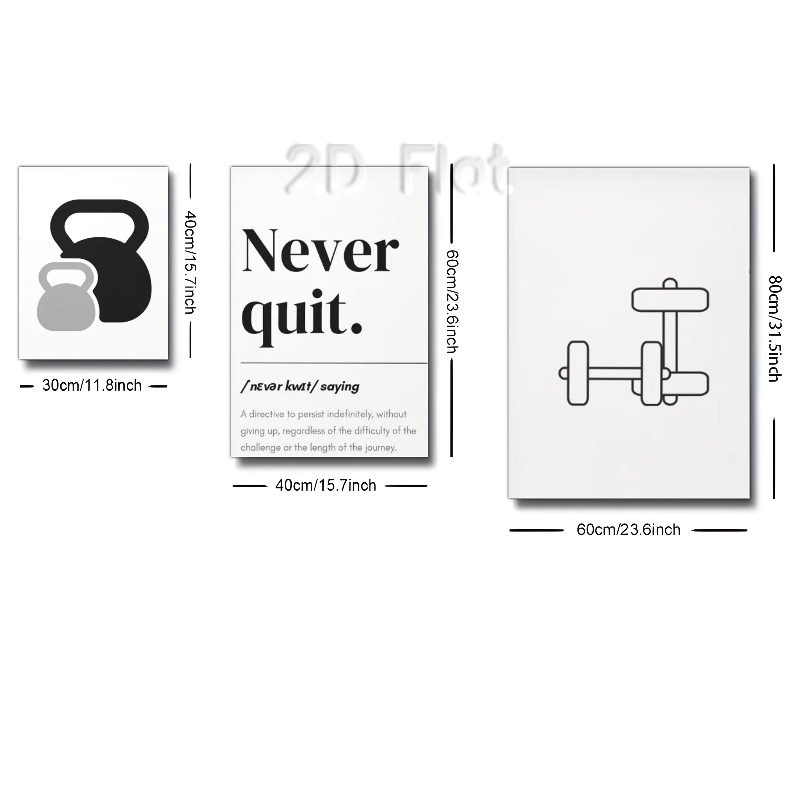 2D Flat
40cm/15.7inch
30cm/11.8inch
Never
quit.
/nɛvər kwɪt/ saying
A directive to persist indefinitely, without
giving up, regardless of the difficulty of the
challenge or the length of the journey.
60cm/23.6inch
40cm/15.7inch
80cm/31.5inch
60cm/23.6inch